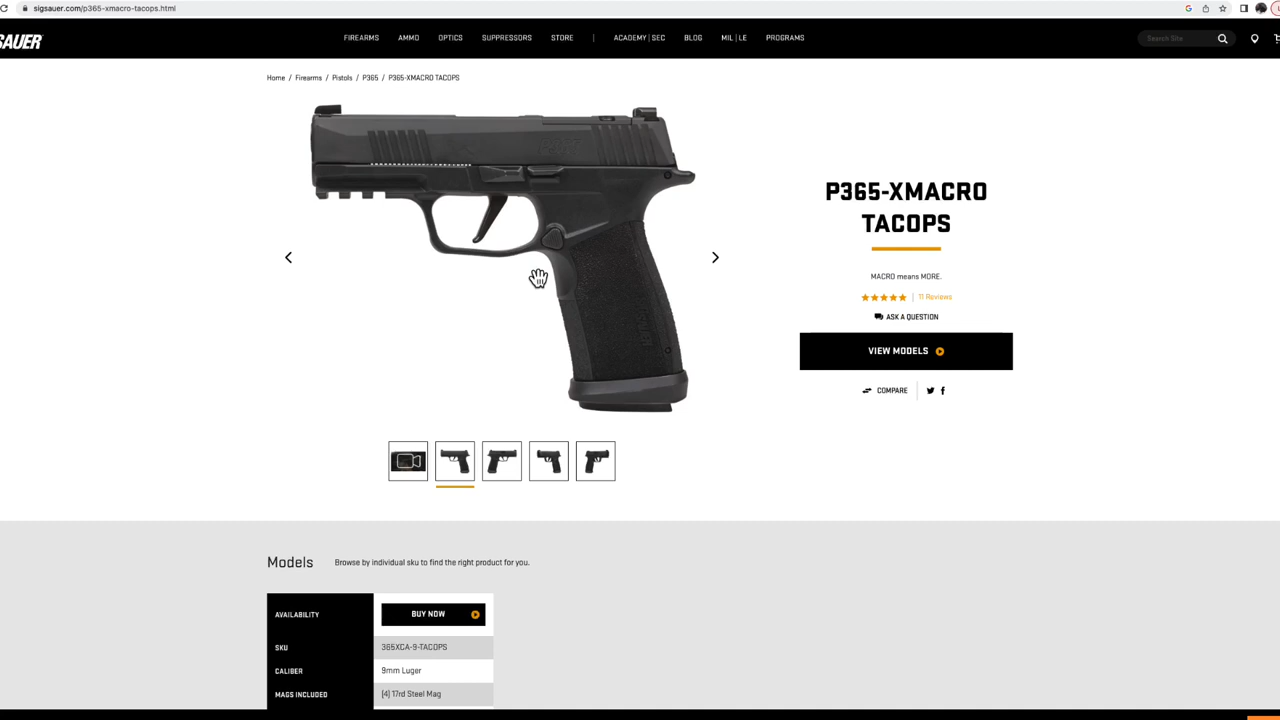 sigsauer.com/p365-xmacro-tacops.html
SAUER
FIREARMS AMMO OPTICS SUPPRESSORS STORE | ACADEMY | SEC BLOG MIL | LE PROGRAMS
Search Site
Home / Firearms / Pistols / P365 / P365-XMACRO TACOPS
P365-XMACRO
TACOPS
MACRO means MORE.
11 Reviews
ASK A QUESTION
VIEW MODELS
COMPARE
Models Browse by individual sku to find the right product for you.
AVAILABILITY BUY NOW
SKU 365XCA-9-TACOPS
CALIBER 9mm Luger
MAGS INCLUDED (4) 17rd Steel Mag